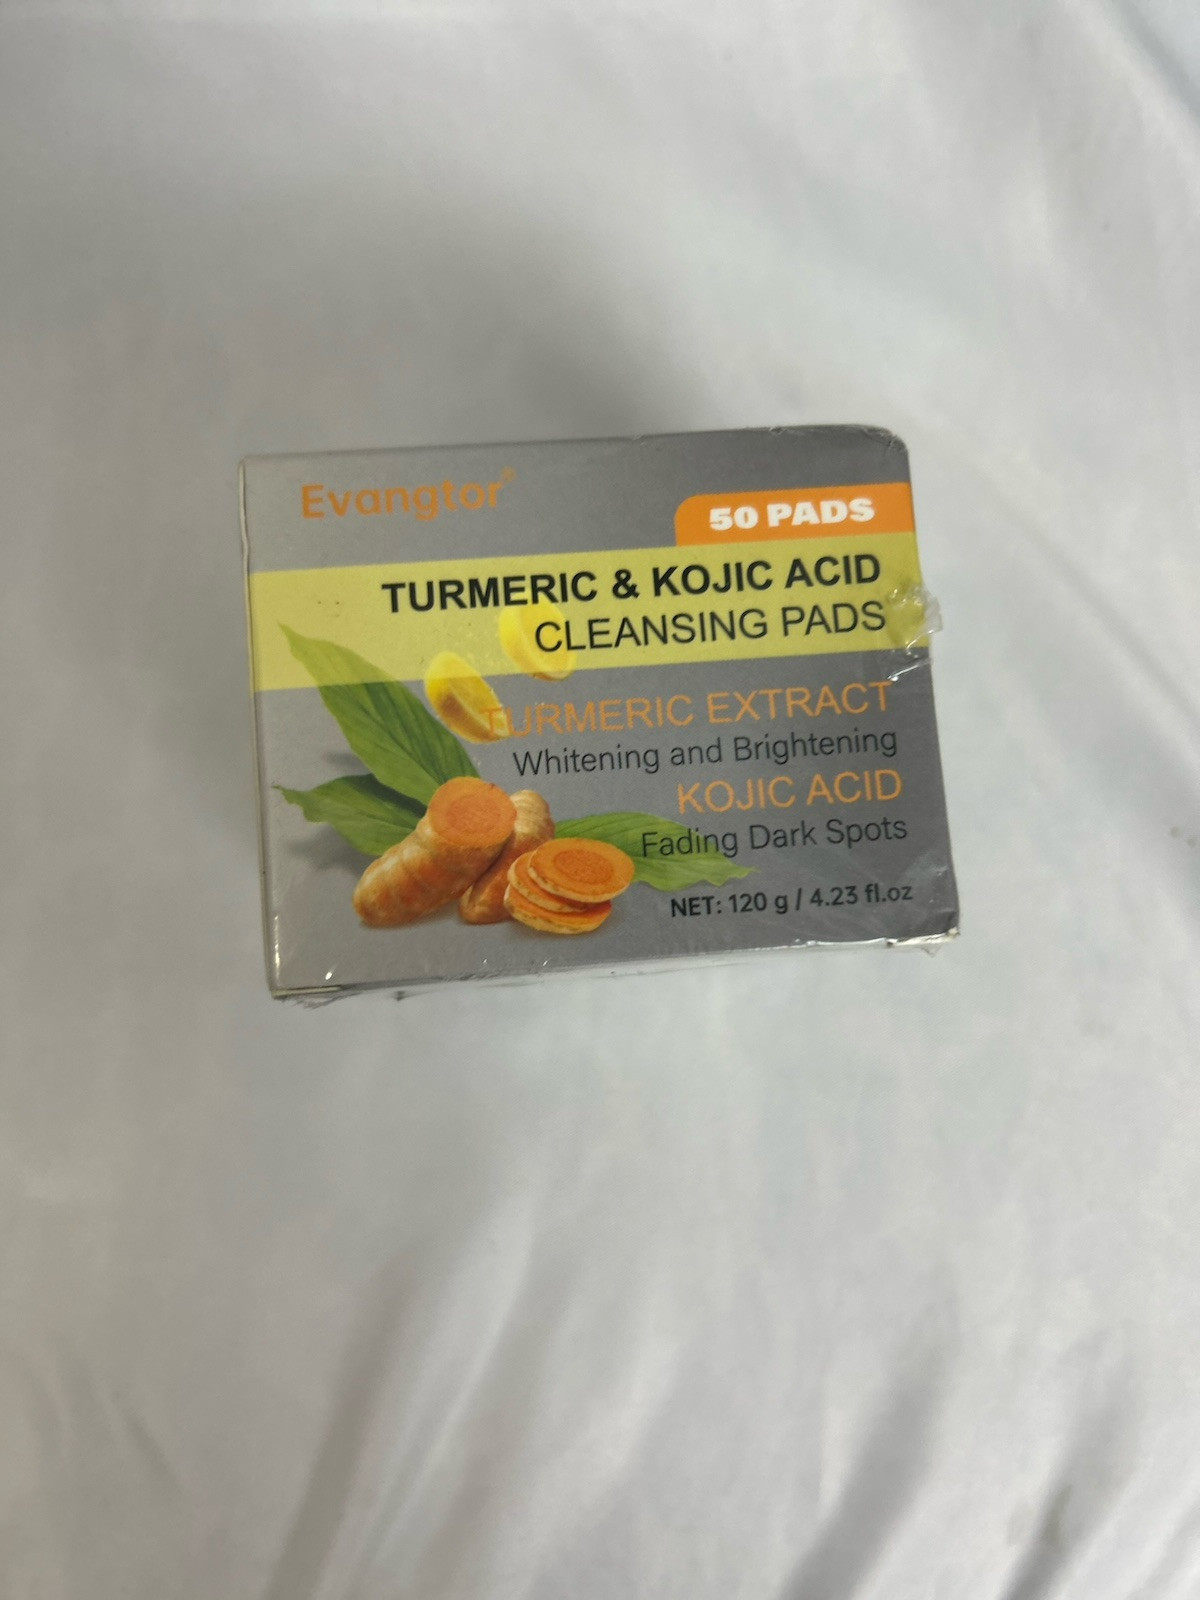 Evangtor®
50 PADS
TURMERIC & KOJIC ACID
CLEANSING PADS
TURMERIC EXTRACT
Whitening and Brightening
KOJIC ACID
Fading Dark Spots
NET: 120 g / 4.23 fl.oz